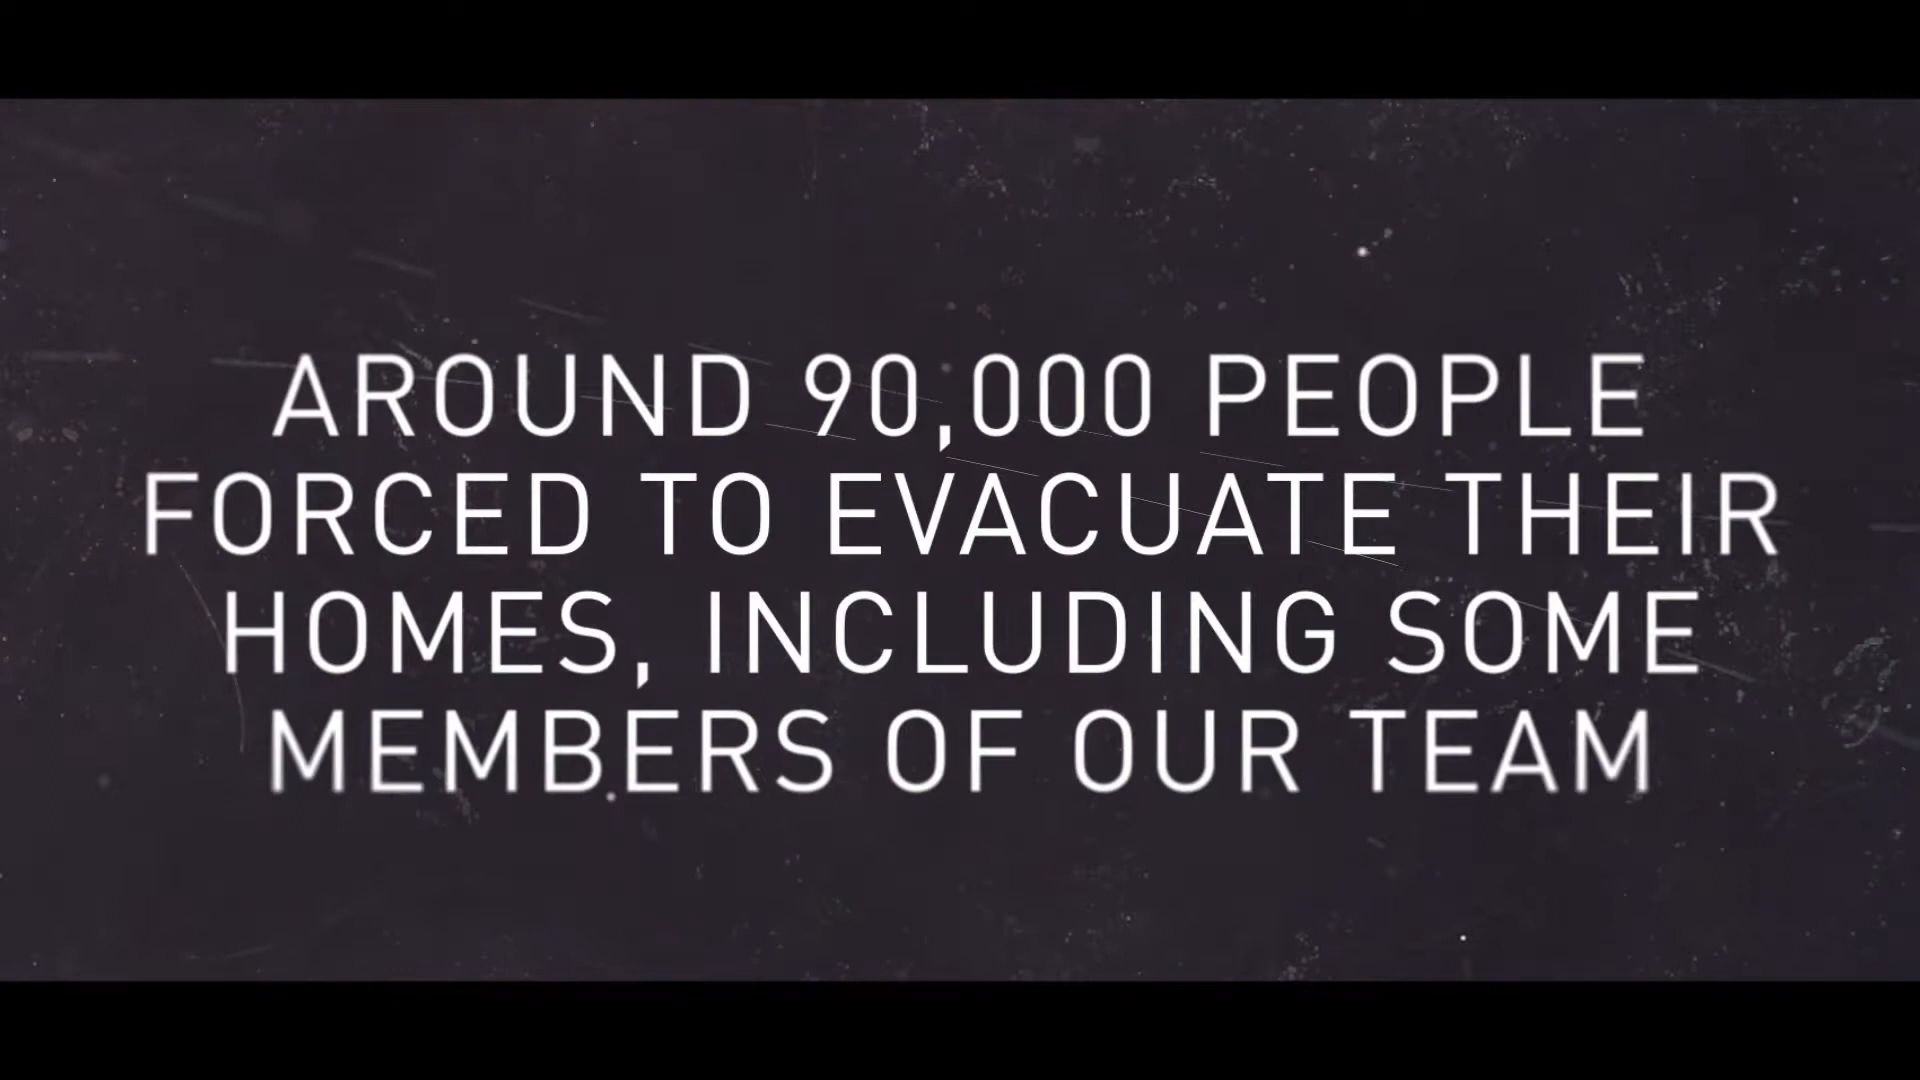 AROUND 90,000 PEOPLE
FORCED TO EVACUATE THEIR
HOMES, INCLUDING SOME
MEMBERS OF OUR TEAM